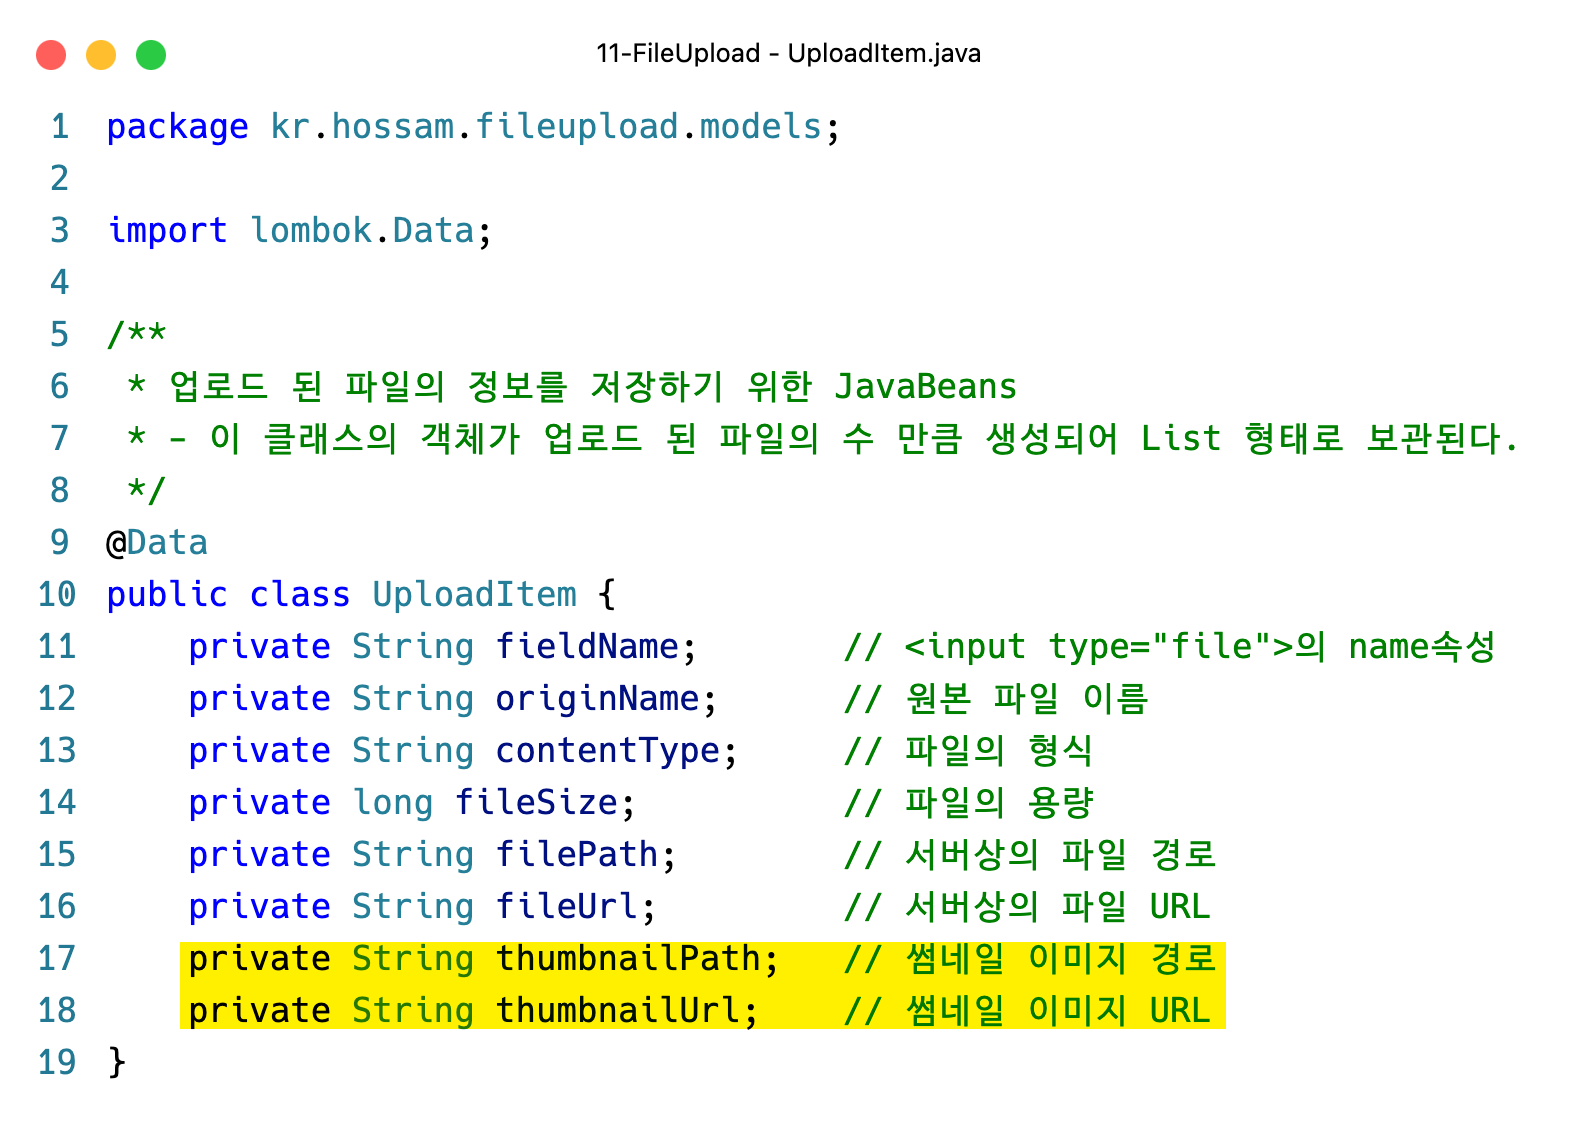 11-FileUpload - UploadItem.java
1 package kr.hossam.fileupload.models;
2
3 import lombok.Data;
4
5 /**
6  * 업로드 된 파일의 정보를 저장하기 위한 JavaBeans
7  * - 이 클래스의 객체가 업로드 된 파일의 수 만큼 생성되어 List 형태로 보관된다.
8  */
9 @Data
10 public class UploadItem {
11     private String fieldName;       // <input type="file">의 name속성
12     private String originName;      // 원본 파일 이름
13     private String contentType;     // 파일의 형식
14     private long fileSize;          // 파일의 용량
15     private String filePath;        // 서버상의 파일 경로
16     private String fileUrl;         // 서버상의 파일 URL
17     private String thumbnailPath;   // 썸네일 이미지 경로
18     private String thumbnailUrl;    // 썸네일 이미지 URL
19 }